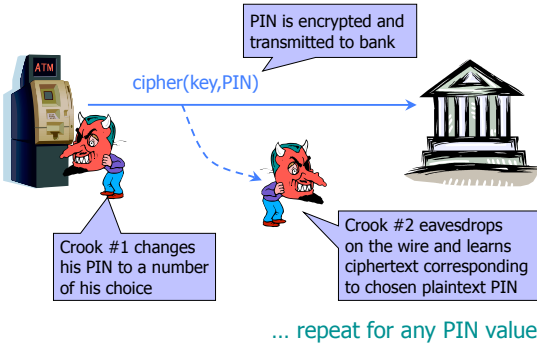 PIN is encrypted and
transmitted to bank
ATM
cipher(key,PIN)
Crook #1 changes
his PIN to a number
of his choice
Crook #2 eavesdrops
on the wire and learns
ciphertext corresponding
to chosen plaintext PIN
... repeat for any PIN value